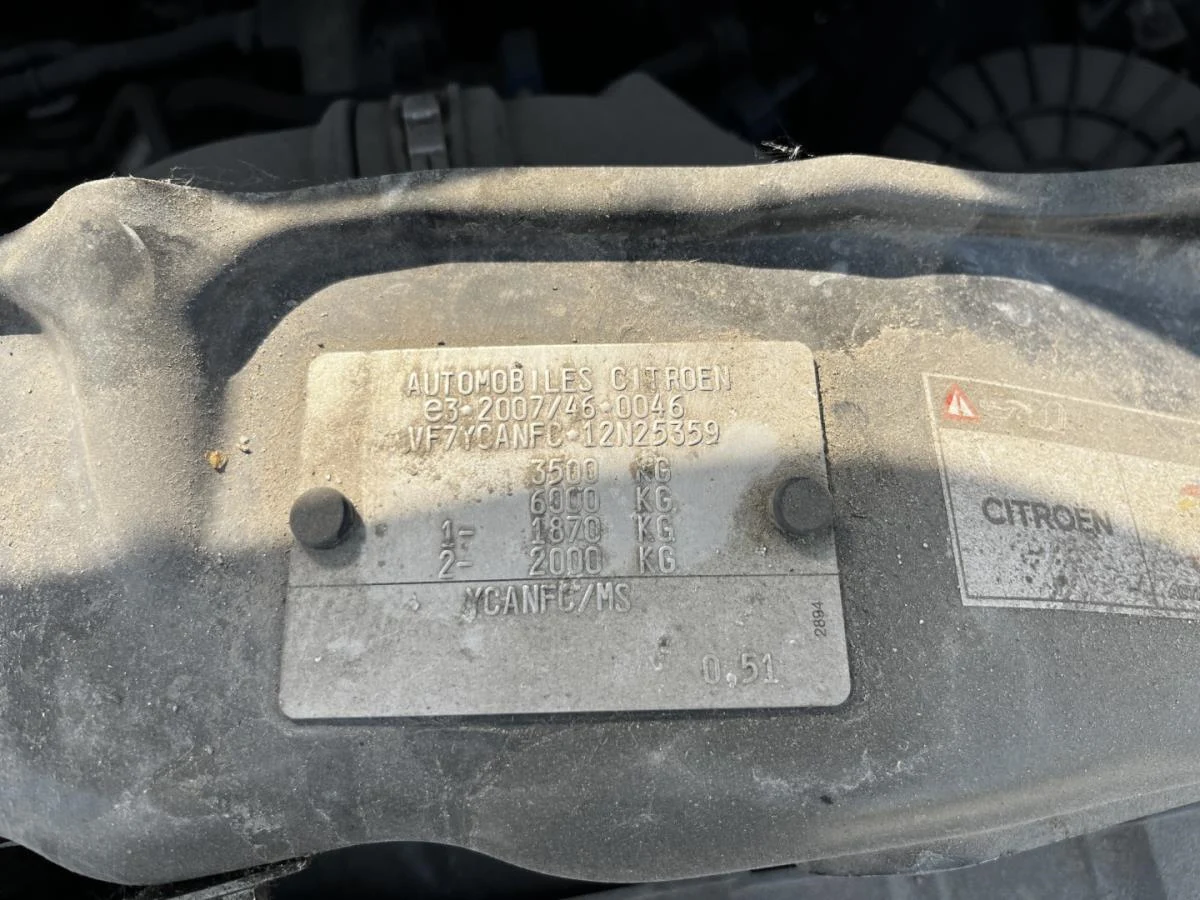 AUTOMOBILES CITROEN
e3*2007/46*0046
VF7YCANFC*12N25359
3500 KG
6000 KG
1- 1870 KG
2- 2000 KG
YCANFC/MS
2894
0,51
CITROËN